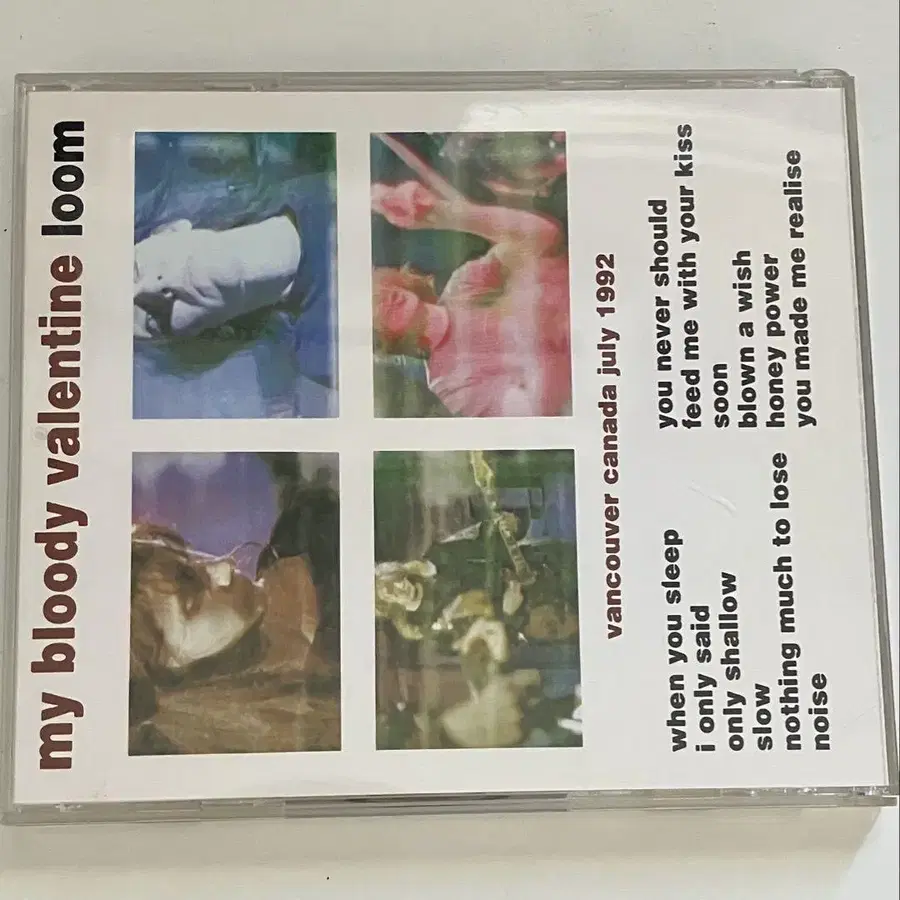 my bloody valentine loom
vancouver canada july 1992
when you sleep
i only said
only shallow
slow
nothing much to lose
noise
you never should
feed me with your kiss
soon
blown a wish
honey power
you made me realise